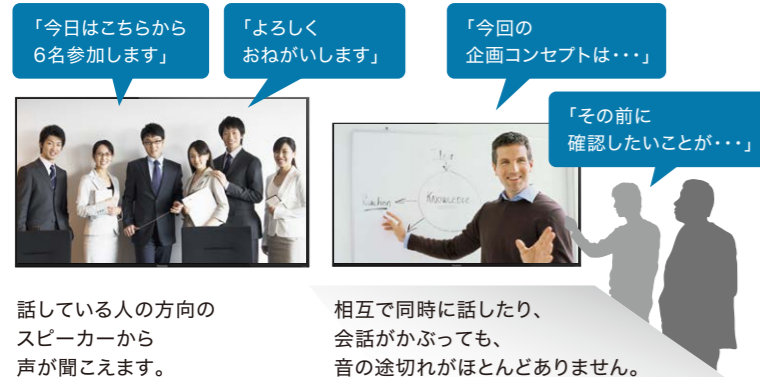 「今日はこちらから
6名参加します」
「よろしく
おねがいします」
「今回の
企画コンセプトは・・・」
「その前に
確認したいことが・・・」
KNOWLEDGE
話している人の方向の
スピーカーから
声が聞こえます。
相互で同時に話したり、
会話がかぶっても、
音の途切れがほとんどありません。